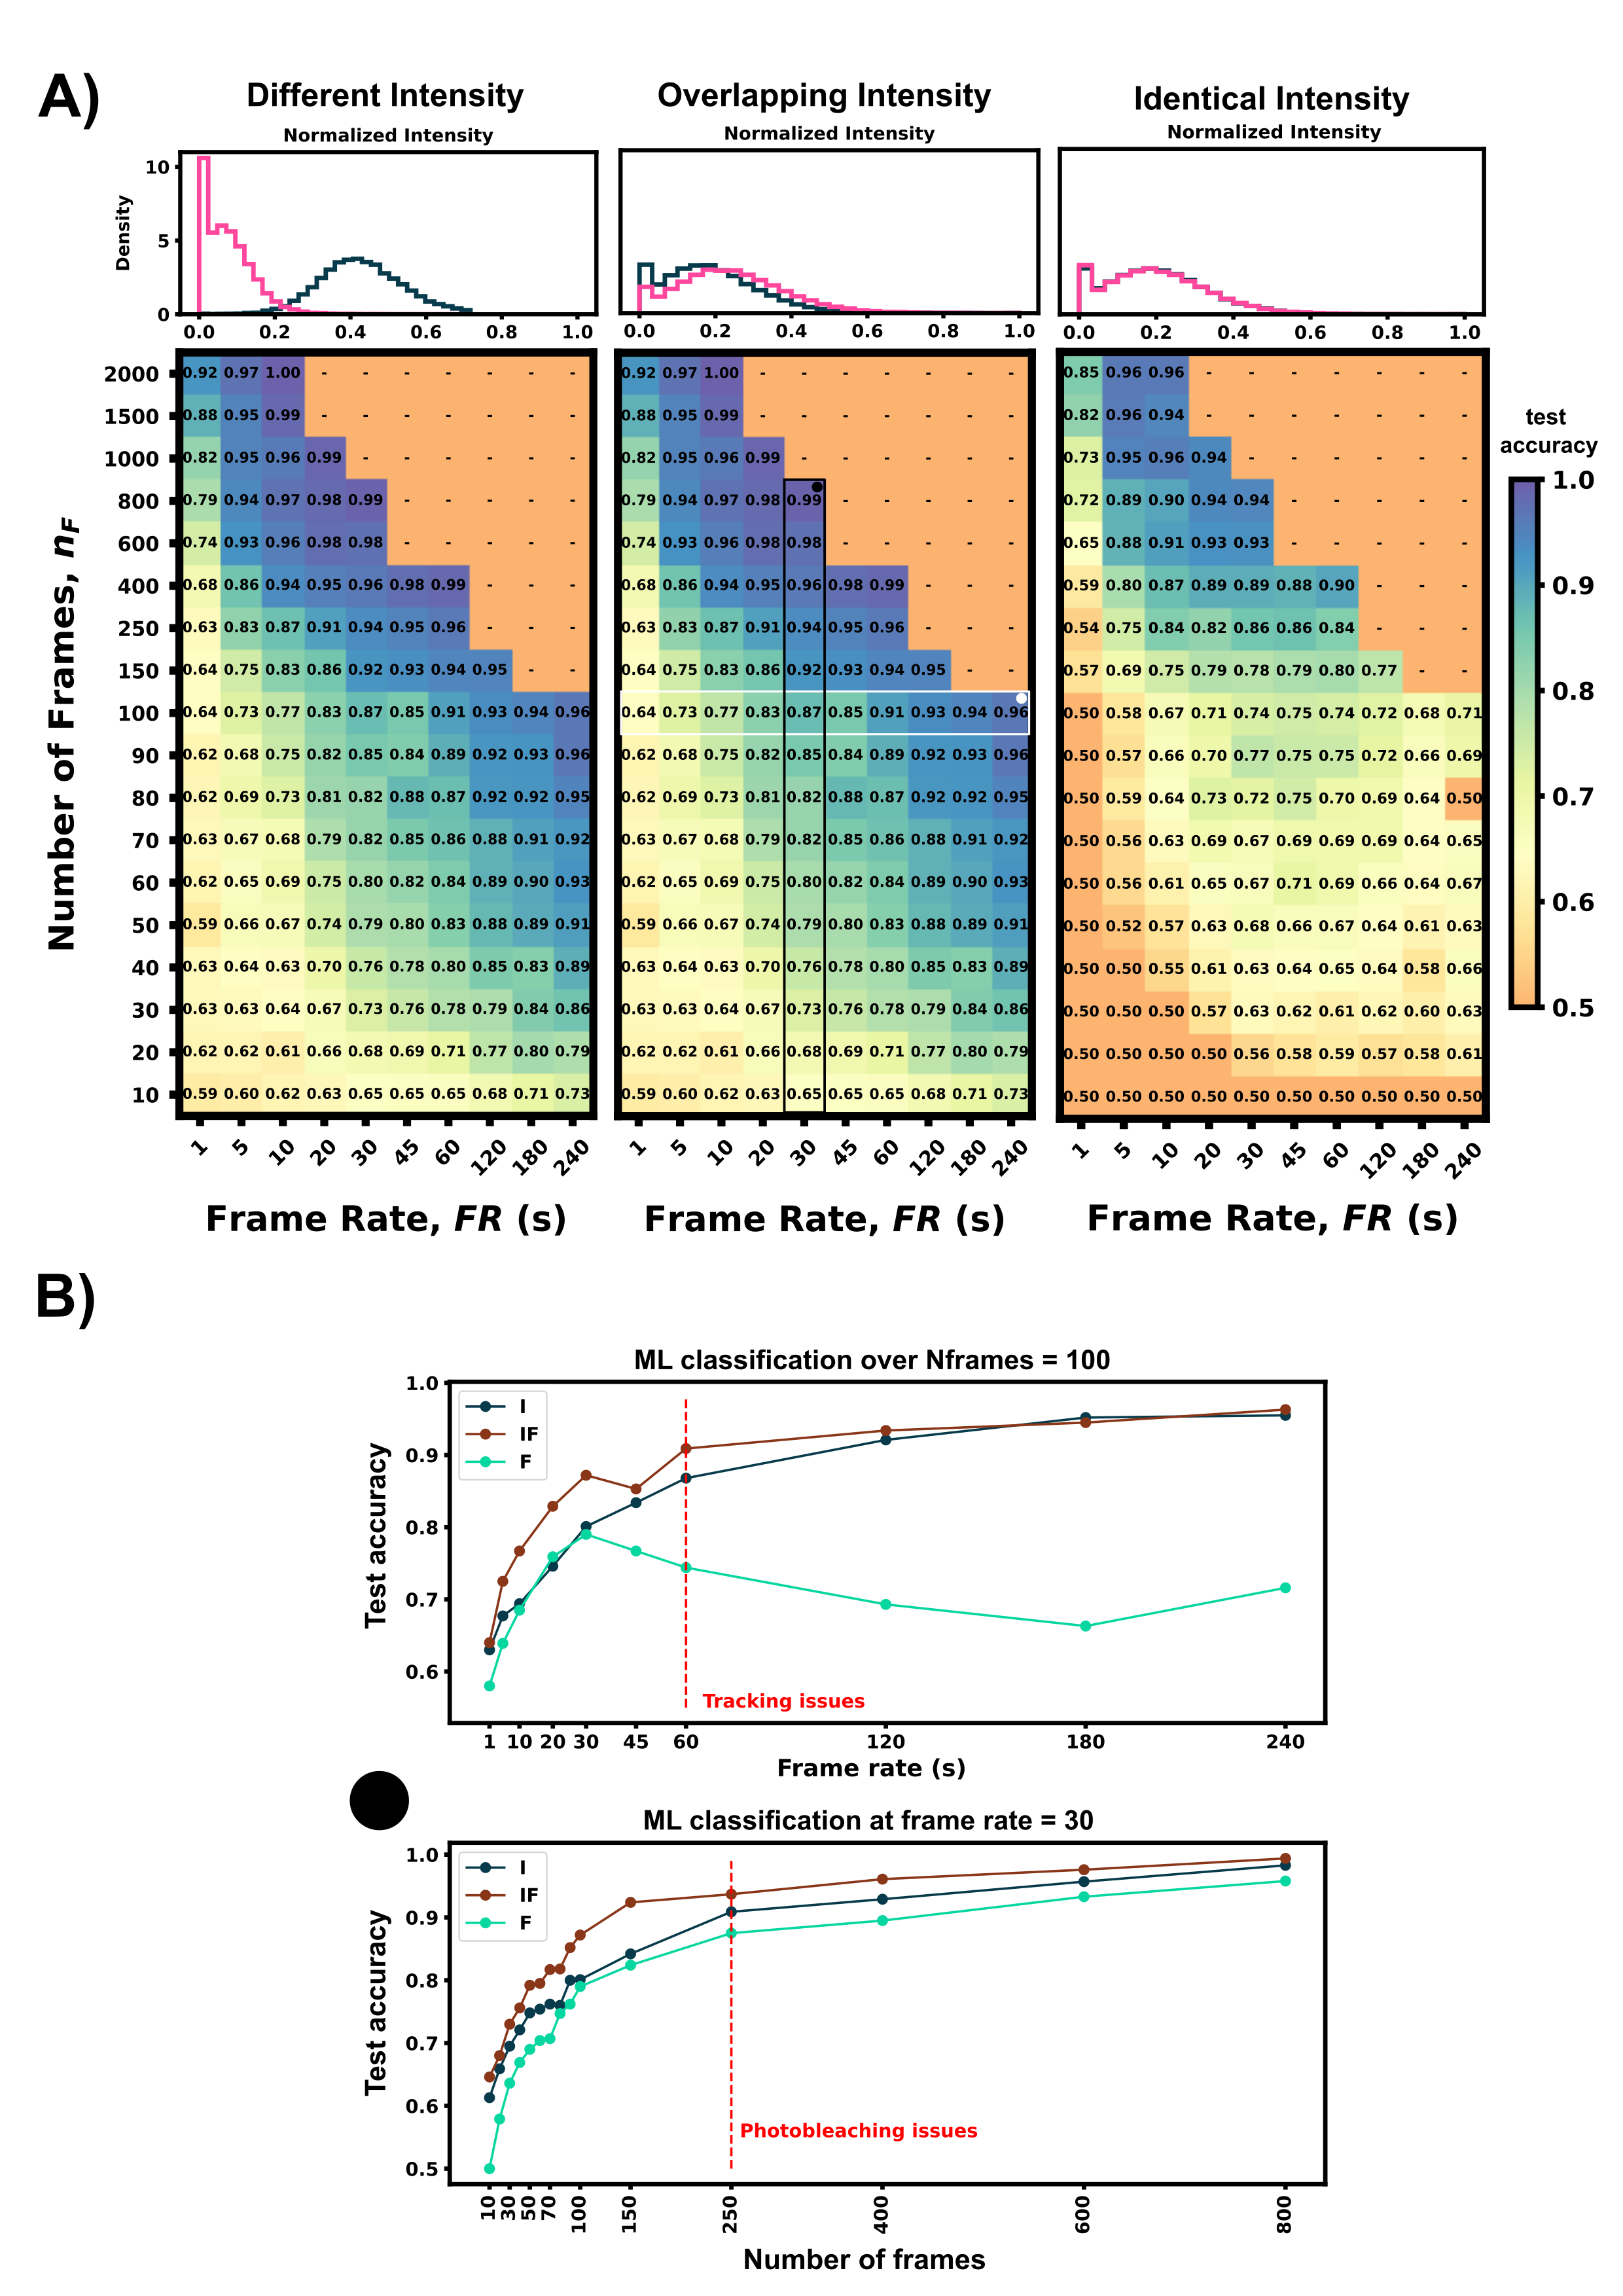 A)
Different Intensity
Overlapping Intensity
Identical Intensity
Normalized Intensity
Normalized Intensity
Normalized Intensity
Density
10
5
0
0.0 0.2 0.4 0.6 0.8 1.0
0.0 0.2 0.4 0.6 0.8 1.0
0.0 0.2 0.4 0.6 0.8 1.0
Number of Frames, nF
2000 0.92 0.97 1.00 - - - - - - -
1500 0.88 0.95 0.99 - - - - - - -
1000 0.82 0.95 0.96 0.99 - - - - - -
800 0.79 0.94 0.97 0.98 0.99 - - - - -
600 0.74 0.93 0.96 0.98 0.98 - - - - -
400 0.68 0.86 0.94 0.95 0.96 0.98 0.99 - - -
250 0.63 0.83 0.87 0.91 0.94 0.95 0.96 - - -
150 0.64 0.75 0.83 0.86 0.92 0.93 0.94 0.95 - -
100 0.64 0.73 0.77 0.83 0.87 0.85 0.91 0.93 0.94 0.96
90 0.62 0.68 0.75 0.82 0.85 0.84 0.89 0.92 0.93 0.96
80 0.62 0.69 0.73 0.81 0.82 0.88 0.87 0.92 0.92 0.95
70 0.63 0.67 0.68 0.79 0.82 0.85 0.86 0.88 0.91 0.92
60 0.62 0.65 0.69 0.75 0.80 0.82 0.84 0.89 0.90 0.93
50 0.59 0.66 0.67 0.74 0.79 0.80 0.83 0.88 0.89 0.91
40 0.63 0.64 0.63 0.70 0.76 0.78 0.80 0.85 0.83 0.89
30 0.63 0.63 0.64 0.67 0.73 0.76 0.78 0.79 0.84 0.86
20 0.62 0.62 0.61 0.66 0.68 0.69 0.71 0.77 0.80 0.79
10 0.59 0.60 0.62 0.63 0.65 0.65 0.65 0.68 0.71 0.73
1 5 10 20 30 45 60 120 180 240
Frame Rate, FR (s)
0.92 0.97 1.00 - - - - - - -
0.88 0.95 0.99 - - - - - - -
0.82 0.95 0.96 0.99 - - - - - -
0.79 0.94 0.97 0.98 0.99 - - - - -
0.74 0.93 0.96 0.98 0.98 - - - - -
0.68 0.86 0.94 0.95 0.96 0.98 0.99 - - -
0.63 0.83 0.87 0.91 0.94 0.95 0.96 - - -
0.64 0.75 0.83 0.86 0.92 0.93 0.94 0.95 - -
0.64 0.73 0.77 0.83 0.87 0.85 0.91 0.93 0.94 0.96
0.62 0.68 0.75 0.82 0.85 0.84 0.89 0.92 0.93 0.96
0.62 0.69 0.73 0.81 0.82 0.88 0.87 0.92 0.92 0.95
0.63 0.67 0.68 0.79 0.82 0.85 0.86 0.88 0.91 0.92
0.62 0.65 0.69 0.75 0.80 0.82 0.84 0.89 0.90 0.93
0.59 0.66 0.67 0.74 0.79 0.80 0.83 0.88 0.89 0.91
0.63 0.64 0.63 0.70 0.76 0.78 0.80 0.85 0.83 0.89
0.63 0.63 0.64 0.67 0.73 0.76 0.78 0.79 0.84 0.86
0.62 0.62 0.61 0.66 0.68 0.69 0.71 0.77 0.80 0.79
0.59 0.60 0.62 0.63 0.65 0.65 0.65 0.68 0.71 0.73
1 5 10 20 30 45 60 120 180 240
Frame Rate, FR (s)
0.85 0.96 0.96 - - - - - - -
0.82 0.96 0.94 - - - - - - -
0.73 0.95 0.96 0.94 - - - - - -
0.72 0.89 0.90 0.94 0.94 - - - - -
0.65 0.88 0.91 0.93 0.93 - - - - -
0.59 0.80 0.87 0.89 0.89 0.88 0.90 - - -
0.54 0.75 0.84 0.82 0.86 0.86 0.84 - - -
0.57 0.69 0.75 0.79 0.78 0.79 0.80 0.77 - -
0.50 0.58 0.67 0.71 0.74 0.75 0.74 0.72 0.68 0.71
0.50 0.57 0.66 0.70 0.77 0.75 0.75 0.72 0.66 0.69
0.50 0.59 0.64 0.73 0.72 0.75 0.70 0.69 0.64 0.50
0.50 0.56 0.63 0.69 0.67 0.69 0.69 0.69 0.64 0.65
0.50 0.56 0.61 0.65 0.67 0.71 0.69 0.66 0.64 0.67
0.50 0.52 0.57 0.63 0.68 0.66 0.67 0.64 0.61 0.63
0.50 0.50 0.55 0.61 0.63 0.64 0.65 0.64 0.58 0.66
0.50 0.50 0.50 0.57 0.63 0.62 0.61 0.62 0.60 0.63
0.50 0.50 0.50 0.50 0.56 0.58 0.59 0.57 0.58 0.61
0.50 0.50 0.50 0.50 0.50 0.50 0.50 0.50 0.50 0.50
1 5 10 20 30 45 60 120 180 240
Frame Rate, FR (s)
test
accuracy
1.0
0.9
0.8
0.7
0.6
0.5
B)
ML classification over Nframes = 100
Test accuracy
1.0
0.9
0.8
0.7
0.6
I
IF
F
Tracking issues
1 10 20 30 45 60 120 180 240
Frame rate (s)
ML classification at frame rate = 30
Test accuracy
1.0
0.9
0.8
0.7
0.6
0.5
I
IF
F
Photobleaching issues
10 30 50 70 100 150 250 400 600 800
Number of frames